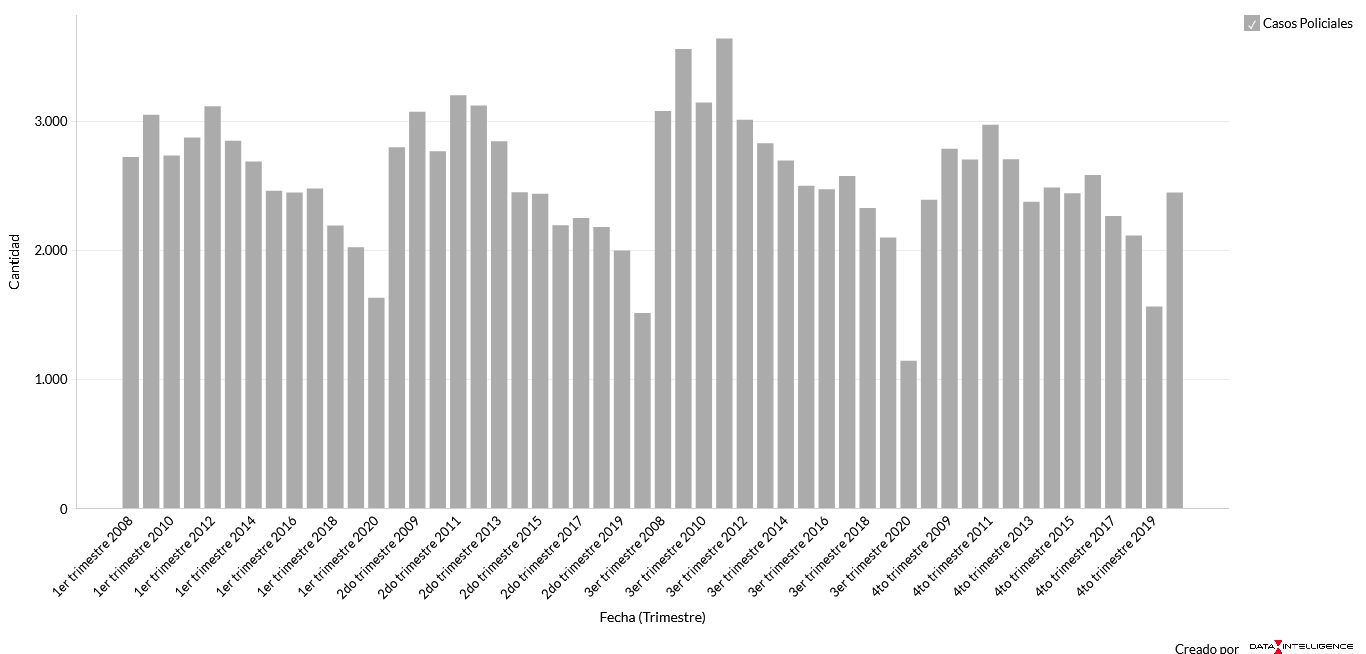 Casos Policiales
Cantidad
3.000
2.000
1.000
0
1er trimestre 2008
1er trimestre 2010
1er trimestre 2012
1er trimestre 2014
1er trimestre 2016
1er trimestre 2018
1er trimestre 2020
2do trimestre 2009
2do trimestre 2011
2do trimestre 2013
2do trimestre 2015
2do trimestre 2017
2do trimestre 2019
3er trimestre 2008
3er trimestre 2010
3er trimestre 2012
3er trimestre 2014
3er trimestre 2016
3er trimestre 2018
3er trimestre 2020
4to trimestre 2009
4to trimestre 2011
4to trimestre 2013
4to trimestre 2015
4to trimestre 2017
4to trimestre 2019
Fecha (Trimestre)
Creado por DATA INTELLIGENCE